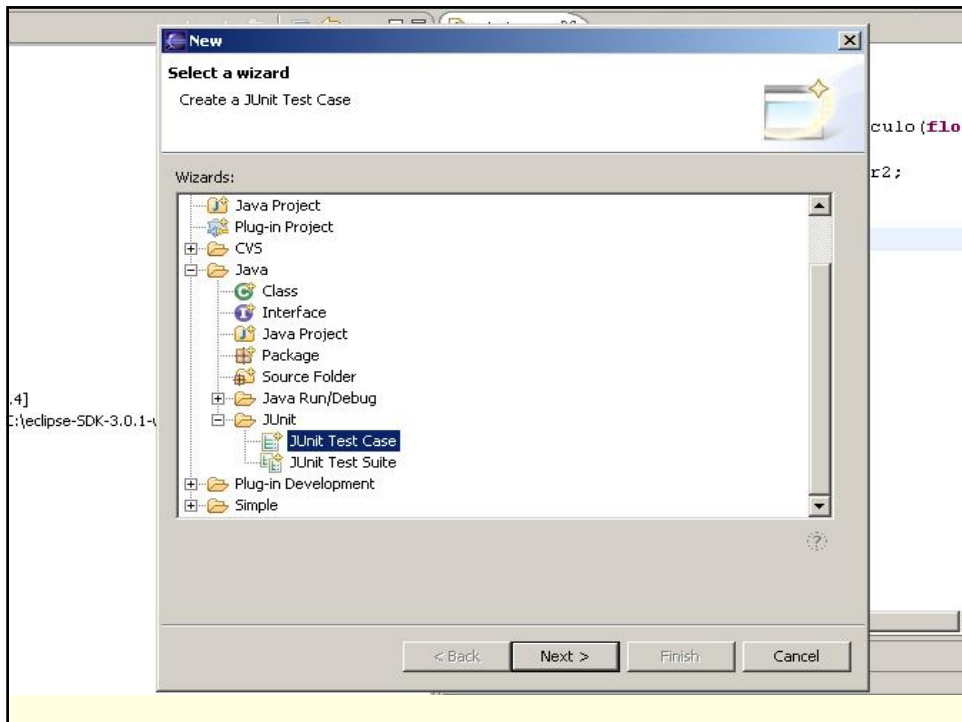 New
Select a wizard
Create a JUnit Test Case
culo(flo
r2;
Wizards:
Java Project
Plug-in Project
CVS
Java
Class
Interface
Java Project
Package
Source Folder
Java Run/Debug
JUnit
JUnit Test Case
JUnit Test Suite
Plug-in Development
Simple
.4]
C:\eclipse-SDK-3.0.1-
< Back
Next >
Finish
Cancel